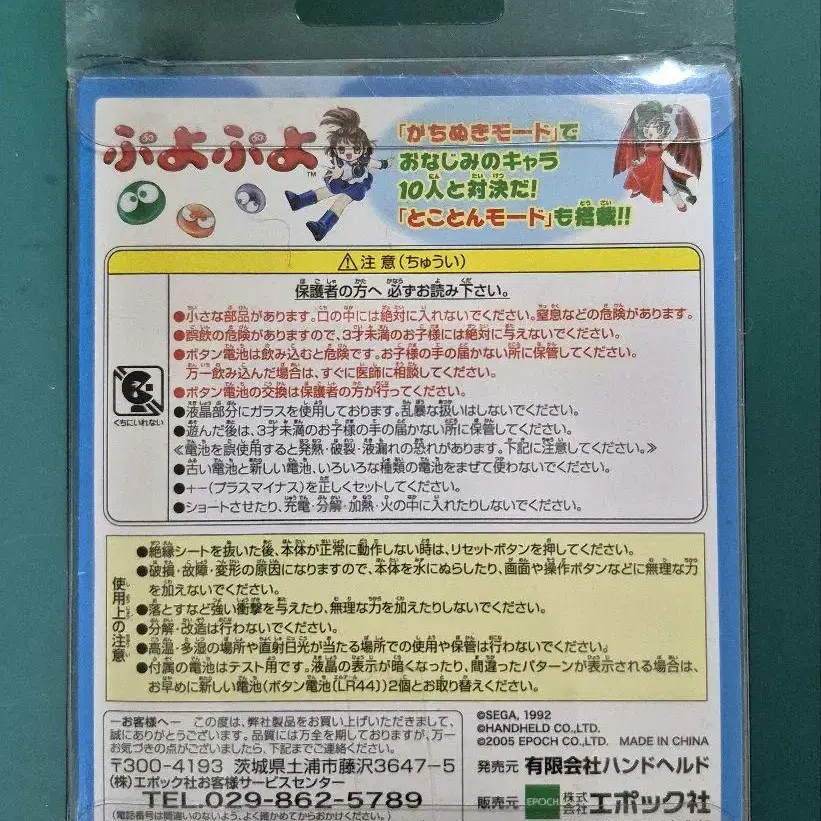 ぷよぷよ™
「かちぬきモード」で
おなじみのキャラ
10人と対決だ!
「とことんモード」も搭載!!
⚠注意(ちゅうい)
保護者の方へ 必ずお読み下さい。
●小さな部品があります。口の中には絶対に入れないでください。窒息などの危険があります。
●誤飲の危険がありますので、3才未満のお子様には絶対に与えないでください。
●ボタン電池は飲み込むと危険です。お子様の手の届かない所に保管してください。
万一飲み込んだ場合は、すぐに医師に相談してください。
●ボタン電池の交換は保護者の方が行ってください。
●液晶部分にガラスを使用しております。乱暴な扱いはしないでください。
●遊んだ後は、3才未満のお子様の手の届かない所に保管してください。
≪電池を誤使用すると発熱・破裂・液漏れの恐れがあります。下記に注意してください。≫
●古い電池と新しい電池、いろいろな種類の電池をまぜて使わないでください。
●+-(プラスマイナス)を正しくセットしてください。
●ショートさせたり、充電・分解・加熱・火の中に入れたりしないでください。
くちにいれない
使用上の注意
●絶縁シートを抜いた後、本体が正常に動作しない時は、リセットボタンを押してください。
●破損・故障・変形の原因になりますので、本体を水にぬらしたり、画面や操作ボタンなどに無理な力
を加えないでください。
●落とすなど強い衝撃を与えたり、無理な力を加えたりしないでください。
●分解・改造は行わないでください。
●高温・多湿の場所や直射日光が当たる場所での使用や保管は行わないでください。
●付属の電池はテスト用です。液晶の表示が暗くなったり、間違ったパターンが表示される場合は、
お早めに新しい電池(ボタン電池(LR44))2個とお取り替えください。
-お客様へ- この度は、弊社製品をお買い上げいただきまして、
誠にありがとうございます。品質には万全を期しておりますが、万一
お気づきの点がございましたら、下記までご連絡ください。
〒300-4193 茨城県土浦市藤沢3647-5
(株)エポック社お客様サービスセンター
TEL.029-862-5789
(電話番号は間違いのないよう、よく確かめてからおかけください。)
©SEGA, 1992
©HANDHELD CO.,LTD.
©2005 EPOCH CO.,LTD. MADE IN CHINA
発売元 有限会社ハンドヘルド
販売元 EPOCH 株式会社エポック社